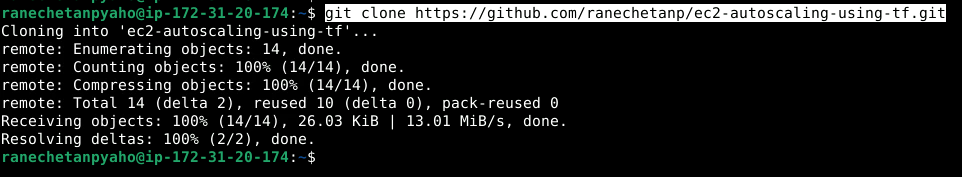 ranechetanpyaho@ip-172-31-20-174:~$ git clone https://github.com/ranechetanp/ec2-autoscaling-using-tf.git
Cloning into 'ec2-autoscaling-using-tf'...
remote: Enumerating objects: 14, done.
remote: Counting objects: 100% (14/14), done.
remote: Compressing objects: 100% (14/14), done.
remote: Total 14 (delta 2), reused 10 (delta 0), pack-reused 0
Receiving objects: 100% (14/14), 26.03 KiB | 13.01 MiB/s, done.
Resolving deltas: 100% (2/2), done.
ranechetanpyaho@ip-172-31-20-174:~$